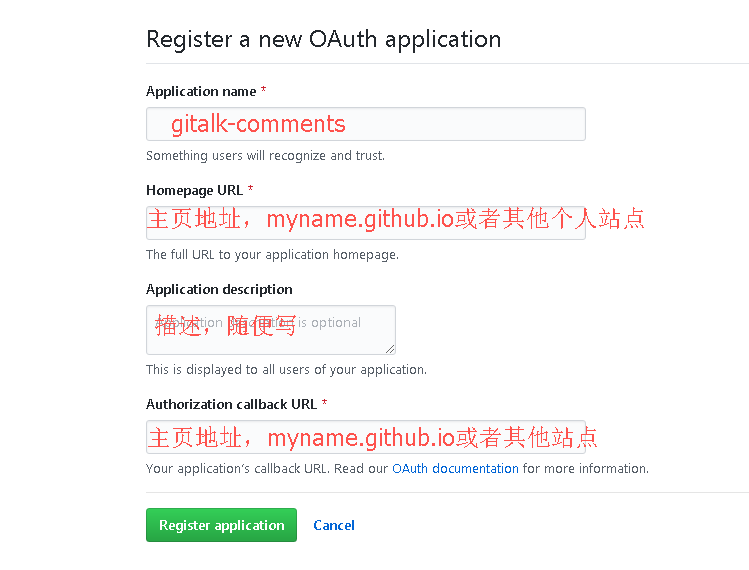 Register a new OAuth application
Application name *
gitalk-comments
Something users will recognize and trust.
Homepage URL *
主页地址，myname.github.io或者其他个人站点
The full URL to your application homepage.
Application description
Application description is optional
描述，随便写
This is displayed to all users of your application.
Authorization callback URL *
主页地址，myname.github.io或者其他站点
Your application's callback URL. Read our OAuth documentation for more information.
Register application Cancel